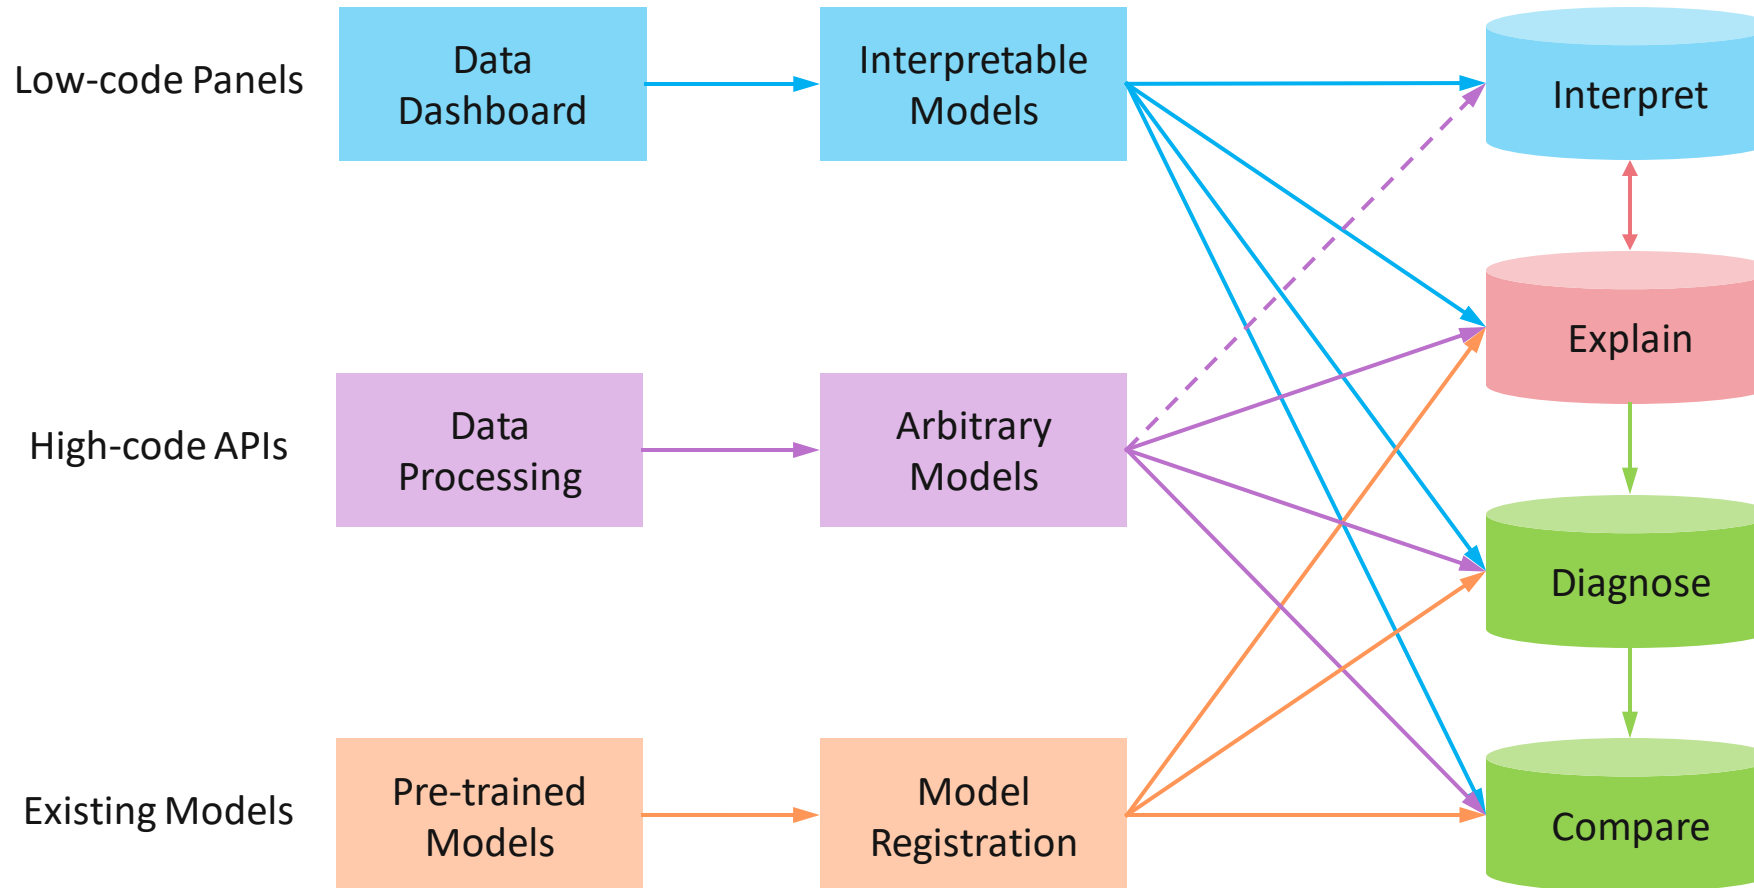 Low-code Panels
Data
Dashboard
Interpretable
Models
Interpret
Explain
High-code APIs
Data
Processing
Arbitrary
Models
Diagnose
Existing Models
Pre-trained
Models
Model
Registration
Compare